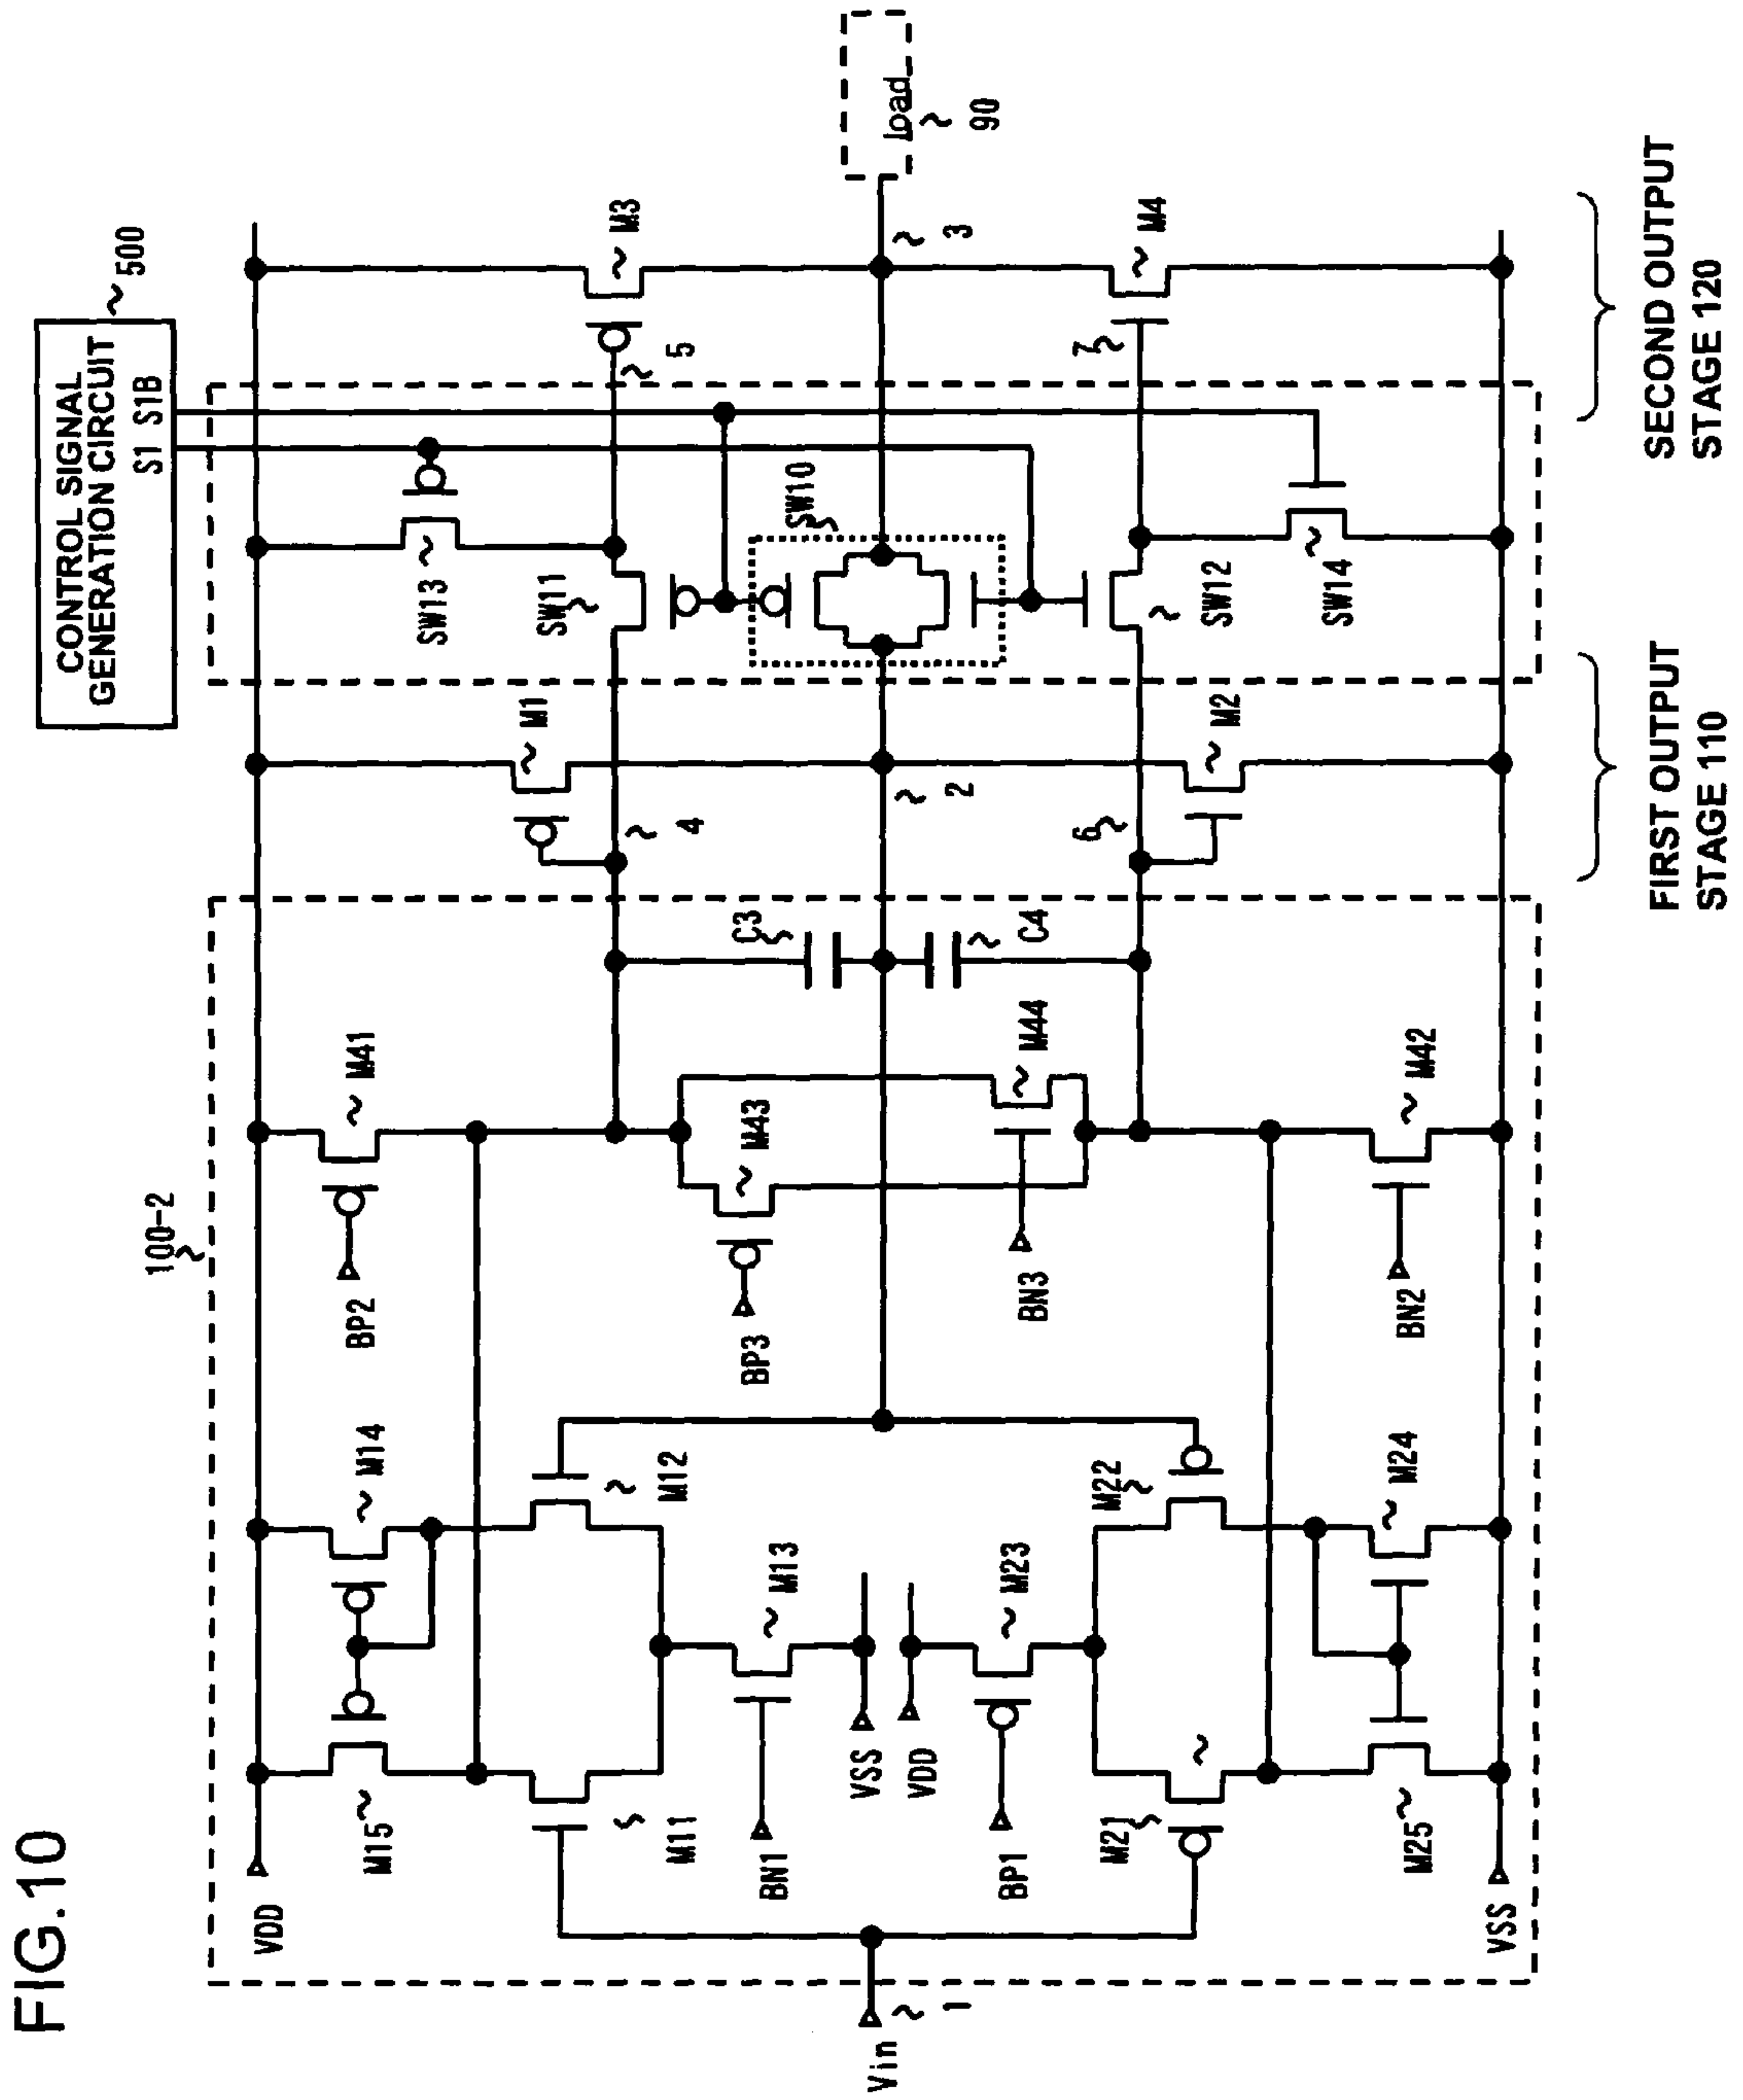 FIG.10
CONTROL SIGNAL
GENERATION CIRCUIT
S1 S1B
500
100-2
VDD
M15
M14
BP2
M41
M1
SW13
M3
M11
M12
BP3
M43
C3
4
SW11
5
BN1
M13
SW10
Vin
1
VSS
VDD
2
3
load
90
BP1
M23
BN3
M44
C4
M21
M22
6
7
M2
SW12
M4
M25
M24
BN2
M42
SW14
VSS
FIRST OUTPUT
STAGE 110
SECOND OUTPUT
STAGE 120